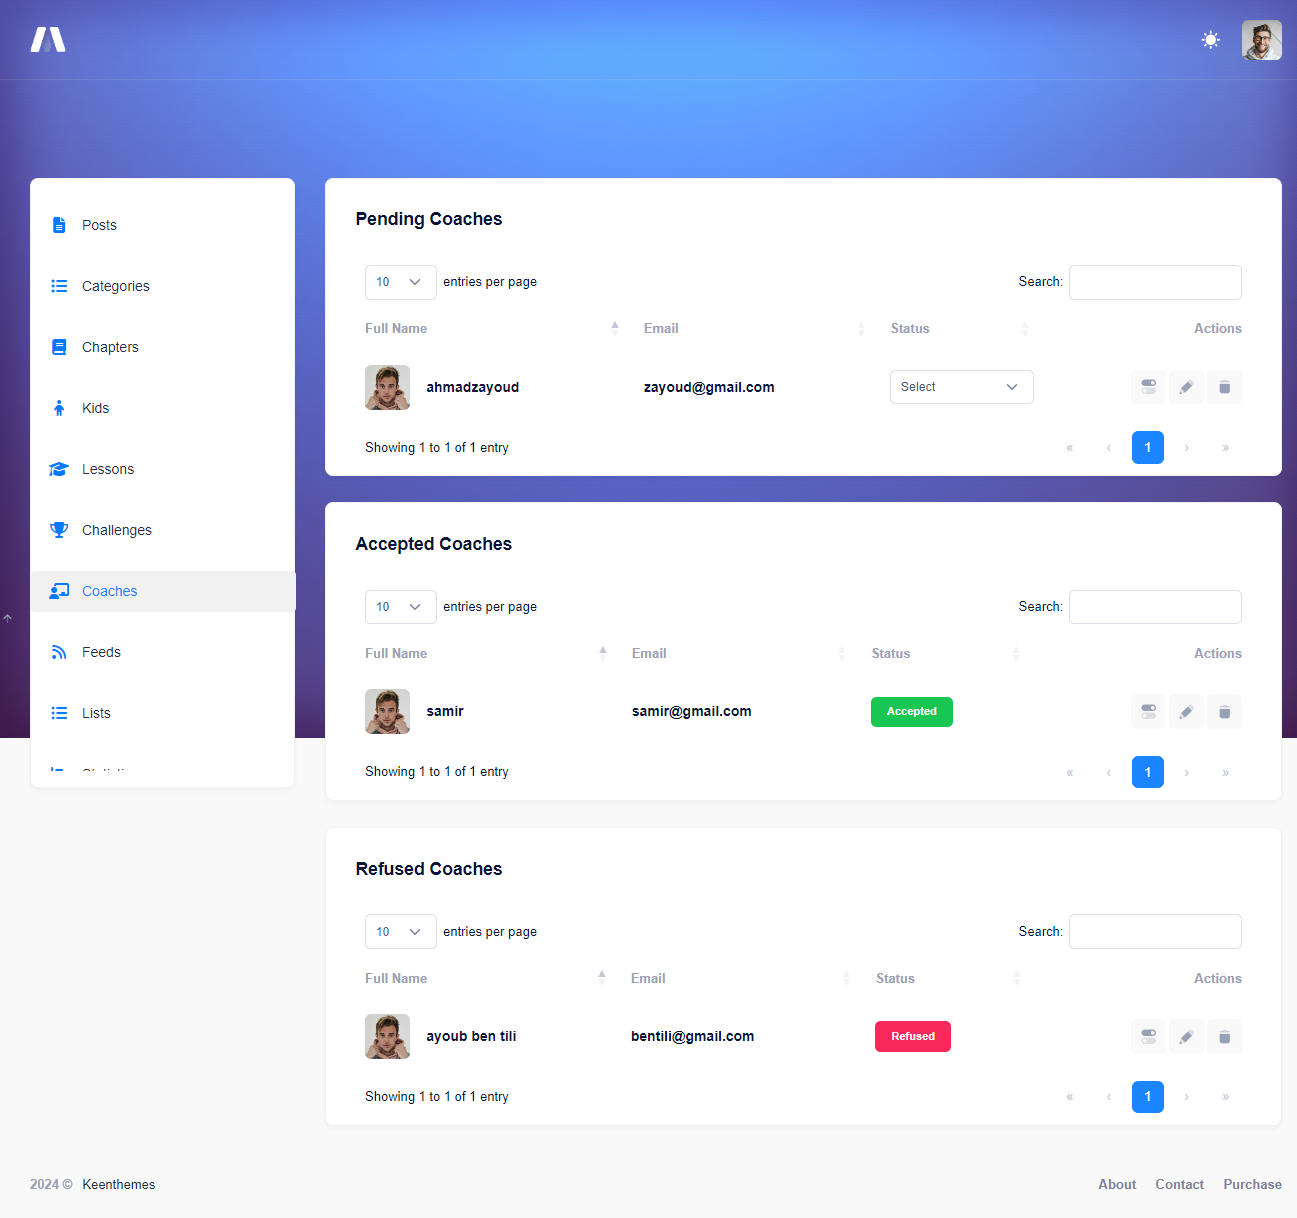 Posts
Categories
Chapters
Kids
Lessons
Challenges
Coaches
Feeds
Lists
Pending Coaches
10 entries per page Search:
Full Name Email Status Actions
ahmadzayoud zayoud@gmail.com Select
Showing 1 to 1 of 1 entry « ‹ 1 › »
Accepted Coaches
10 entries per page Search:
Full Name Email Status Actions
samir samir@gmail.com Accepted
Showing 1 to 1 of 1 entry « ‹ 1 › »
Refused Coaches
10 entries per page Search:
Full Name Email Status Actions
ayoub ben tili bentili@gmail.com Refused
Showing 1 to 1 of 1 entry « ‹ 1 › »
2024 © Keenthemes About Contact Purchase